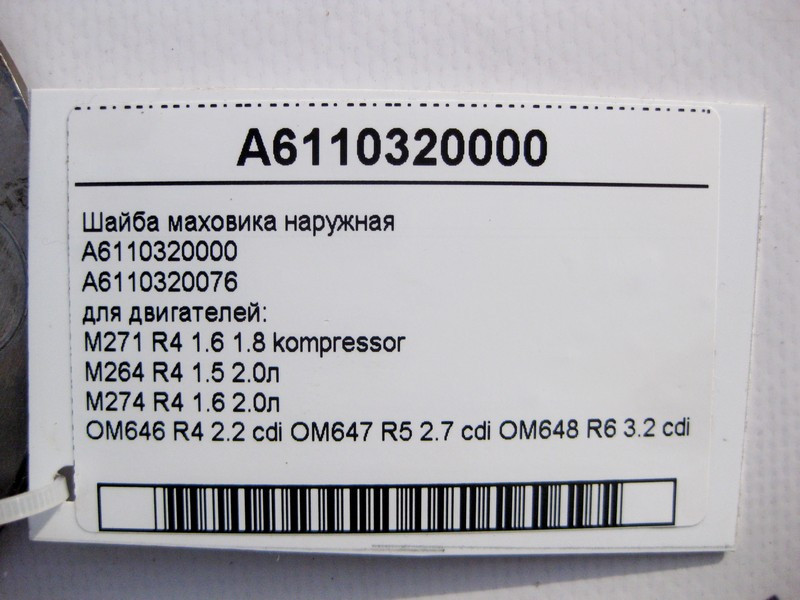 A6110320000
Шайба маховика наружная
A6110320000
A6110320076
для двигателей:
M271 R4 1.6 1.8 kompressor
M264 R4 1.5 2.0л
M274 R4 1.6 2.0л
OM646 R4 2.2 cdi OM647 R5 2.7 cdi OM648 R6 3.2 cdi